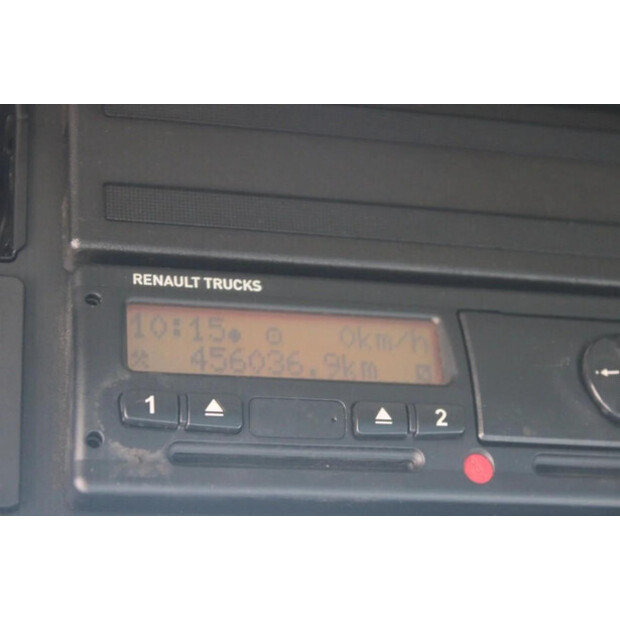 RENAULT TRUCKS
10:15 0km/h
456036.9km
1 2